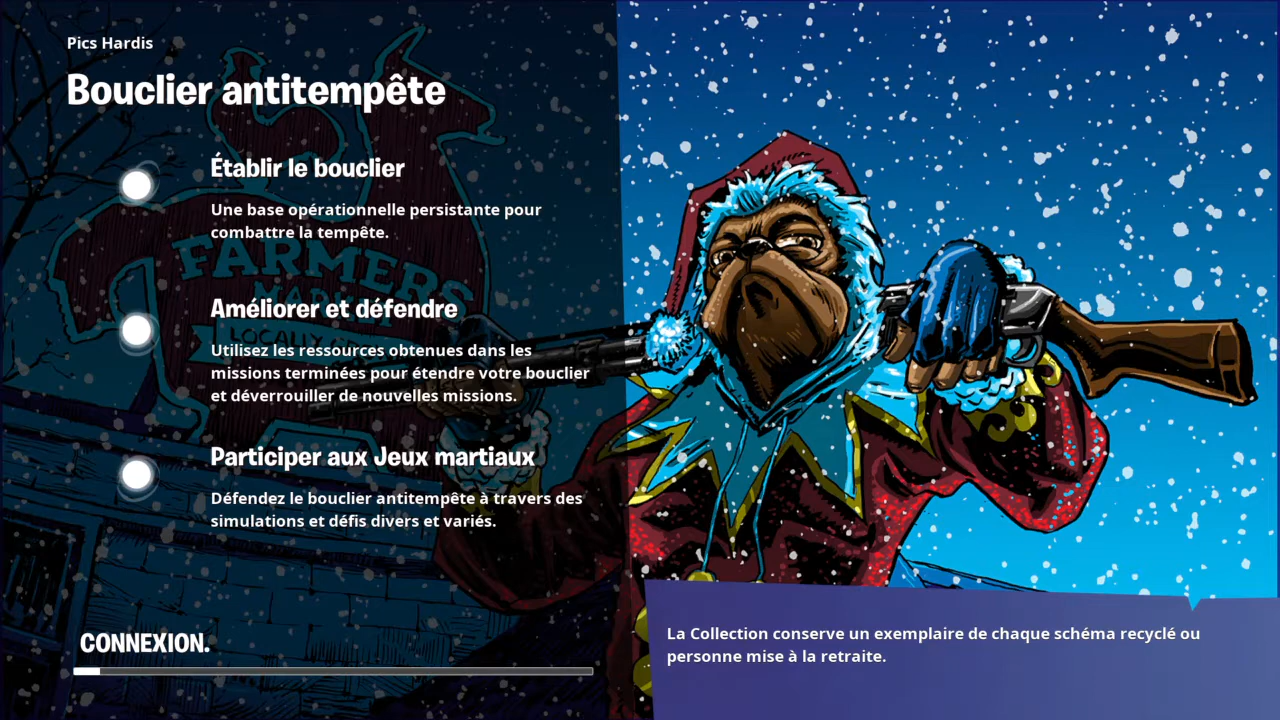 Pics Hardis
Bouclier antitempête
Établir le bouclier
Une base opérationnelle persistante pour
combattre la tempête.
FARMERS
MARKET
LOCALLY
Améliorer et défendre
Utilisez les ressources obtenues dans les
missions terminées pour étendre votre bouclier
et déverrouiller de nouvelles missions.
Participer aux Jeux martiaux
Défendez le bouclier antitempête à travers des
simulations et défis divers et variés.
CONNEXION.
La Collection conserve un exemplaire de chaque schéma recyclé ou
personne mise à la retraite.